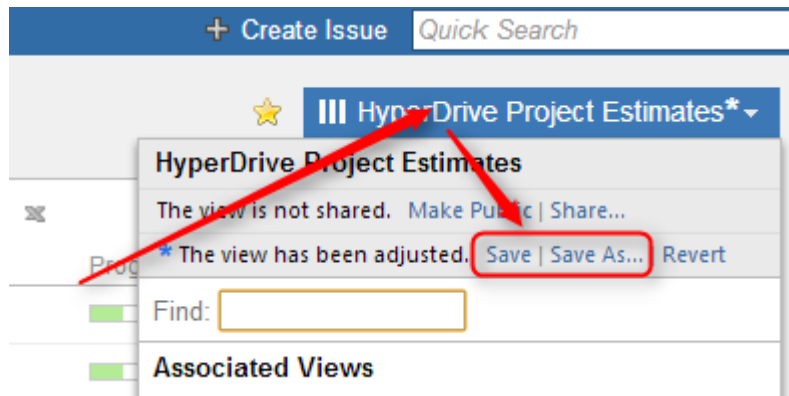 Create Issue Quick Search
HyperDrive Project Estimates*
HyperDrive Project Estimates
The view is not shared. Make Public | Share...
* The view has been adjusted. Save | Save As... Revert
Find:
Associated Views